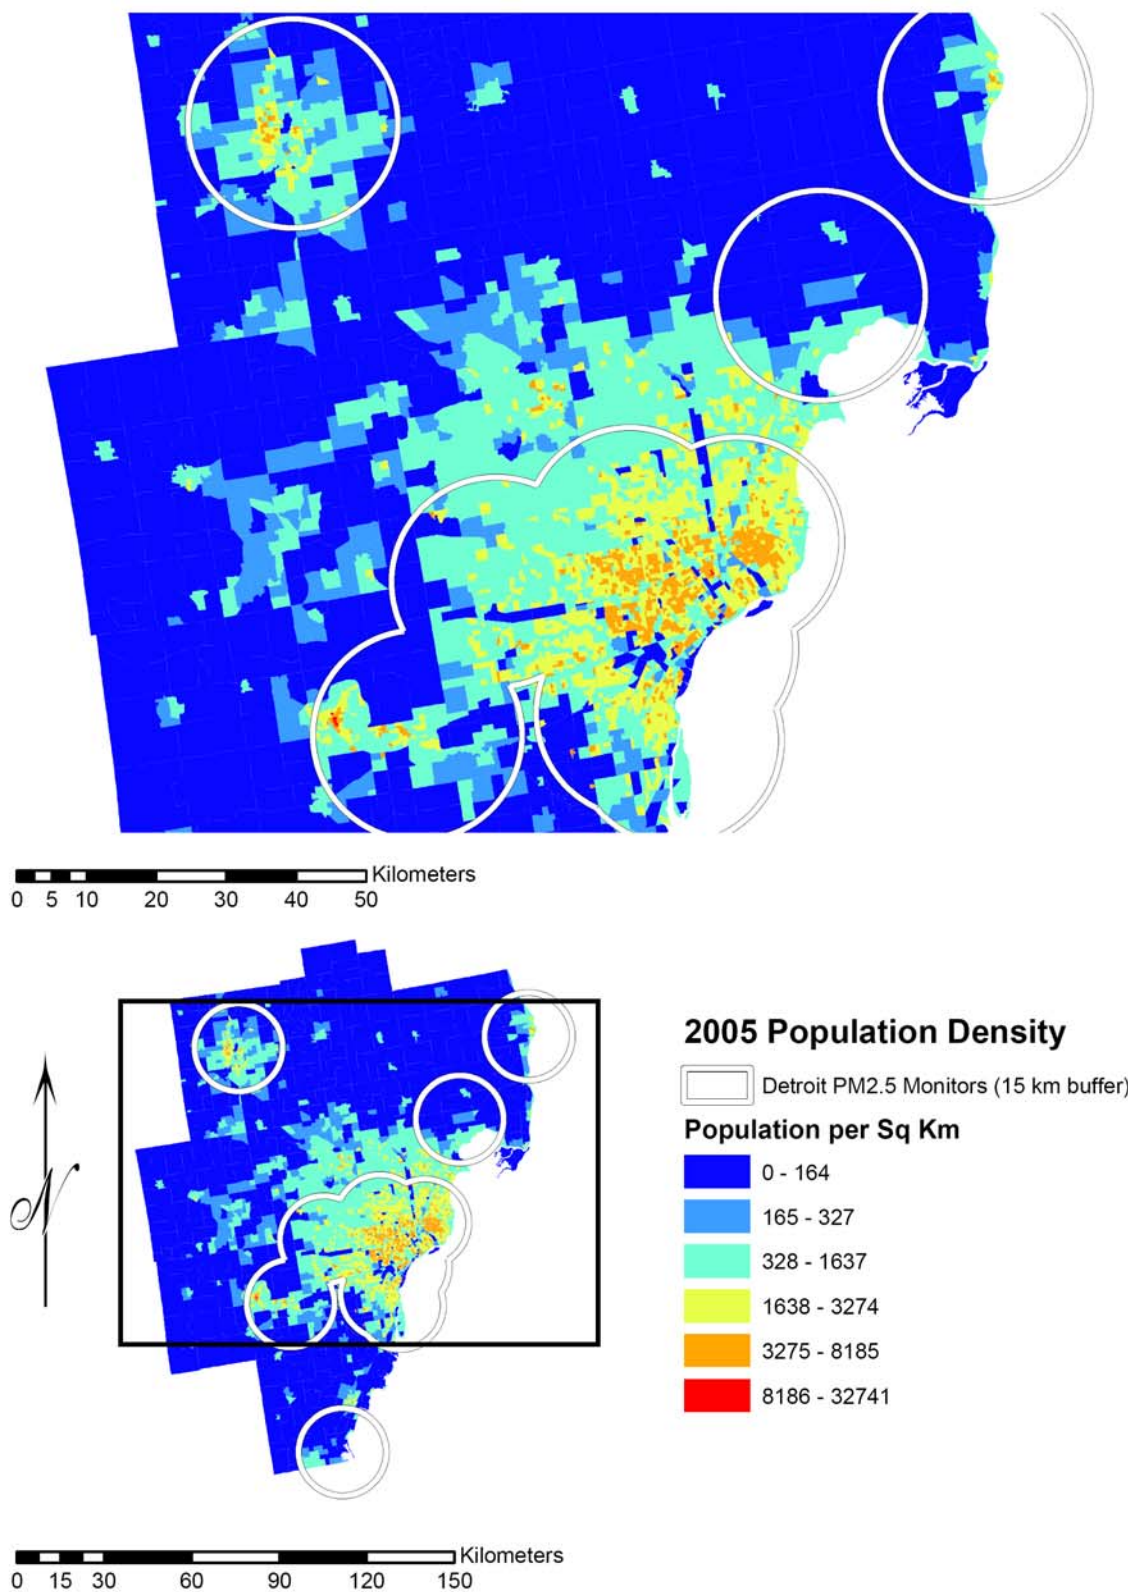 Kilometers
0 5 10 20 30 40 50
N
2005 Population Density
Detroit PM2.5 Monitors (15 km buffer)
Population per Sq Km
0 - 164
165 - 327
328 - 1637
1638 - 3274
3275 - 8185
8186 - 32741
Kilometers
0 15 30 60 90 120 150